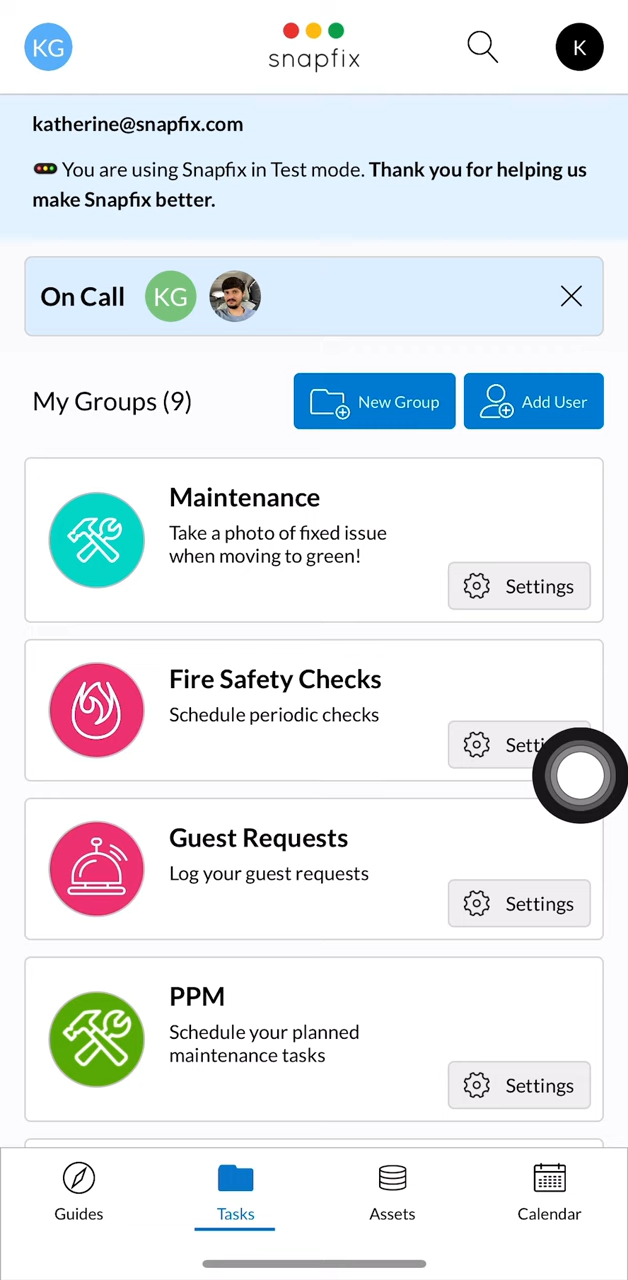 KG
snapfix
K
katherine@snapfix.com
You are using Snapfix in Test mode. Thank you for helping us
make Snapfix better.
On Call
KG
My Groups (9)
New Group
Add User
Maintenance
Take a photo of fixed issue
when moving to green!
Settings
Fire Safety Checks
Schedule periodic checks
Guest Requests
Log your guest requests
Settings
PPM
Schedule your planned
maintenance tasks
Settings
Guides
Tasks
Assets
Calendar